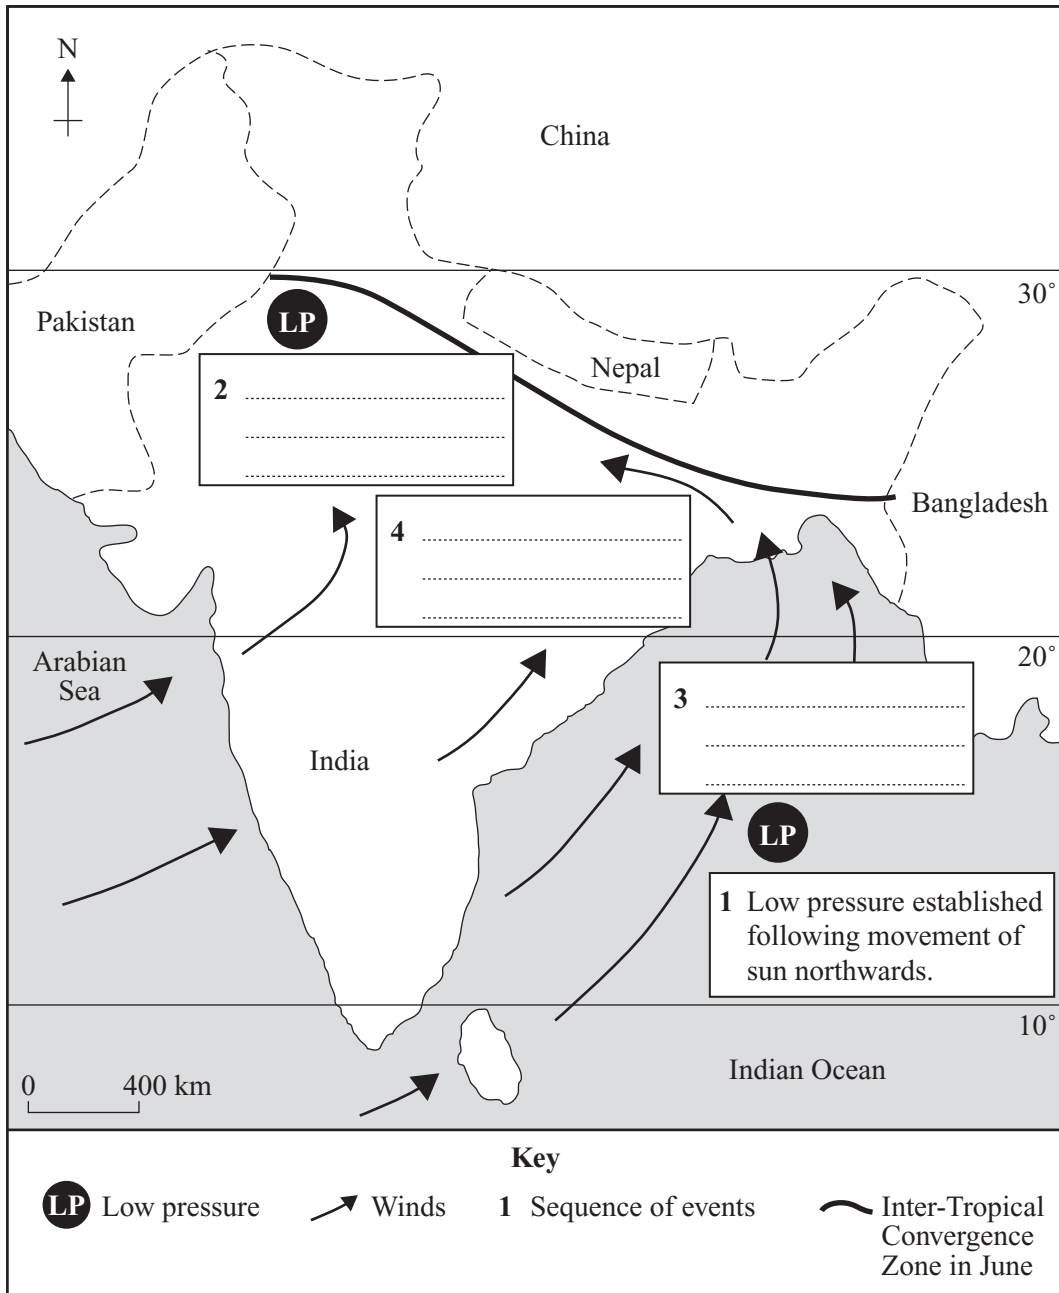 N
China
30°
Pakistan
LP
Nepal
2
Bangladesh
4
20°
Arabian
Sea
3
India
LP
1 Low pressure established
following movement of
sun northwards.
10°
0 400 km
Indian Ocean
Key
LP Low pressure
Winds
1 Sequence of events
Inter-Tropical
Convergence
Zone in June